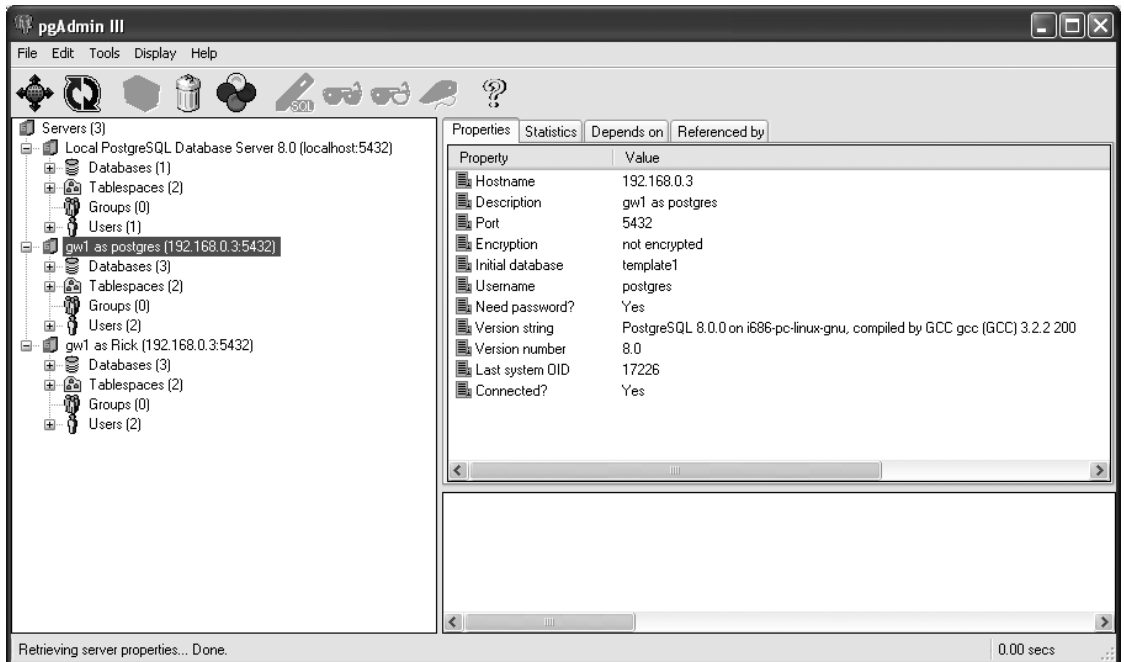 pgAdmin III
File Edit Tools Display Help
SQL
Servers (3)
Local PostgreSQL Database Server 8.0 (localhost:5432)
Databases (1)
Tablespaces (2)
Groups (0)
Users (1)
gw1 as postgres (192.168.0.3:5432)
Databases (3)
Tablespaces (2)
Groups (0)
Users (2)
gw1 as Rick (192.168.0.3:5432)
Databases (3)
Tablespaces (2)
Groups (0)
Users (2)
Properties Statistics Depends on Referenced by
Property Value
Hostname 192.168.0.3
Description gw1 as postgres
Port 5432
Encryption not encrypted
Initial database template1
Username postgres
Need password? Yes
Version string PostgreSQL 8.0.0 on i686-pc-linux-gnu, compiled by GCC gcc (GCC) 3.2.2 200
Version number 8.0
Last system OID 17226
Connected? Yes
Retrieving server properties... Done. 0.00 secs